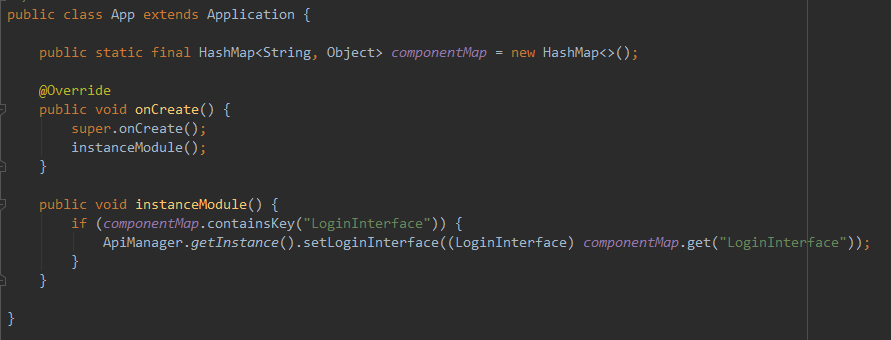 public class App extends Application {
public static final HashMap<String, Object> componentMap = new HashMap<>();
@Override
public void onCreate() {
super.onCreate();
instanceModule();
}
public void instanceModule() {
if (componentMap.containsKey("LoginInterface")) {
ApiManager.getInstance().setLoginInterface((LoginInterface) componentMap.get("LoginInterface"));
}
}
}